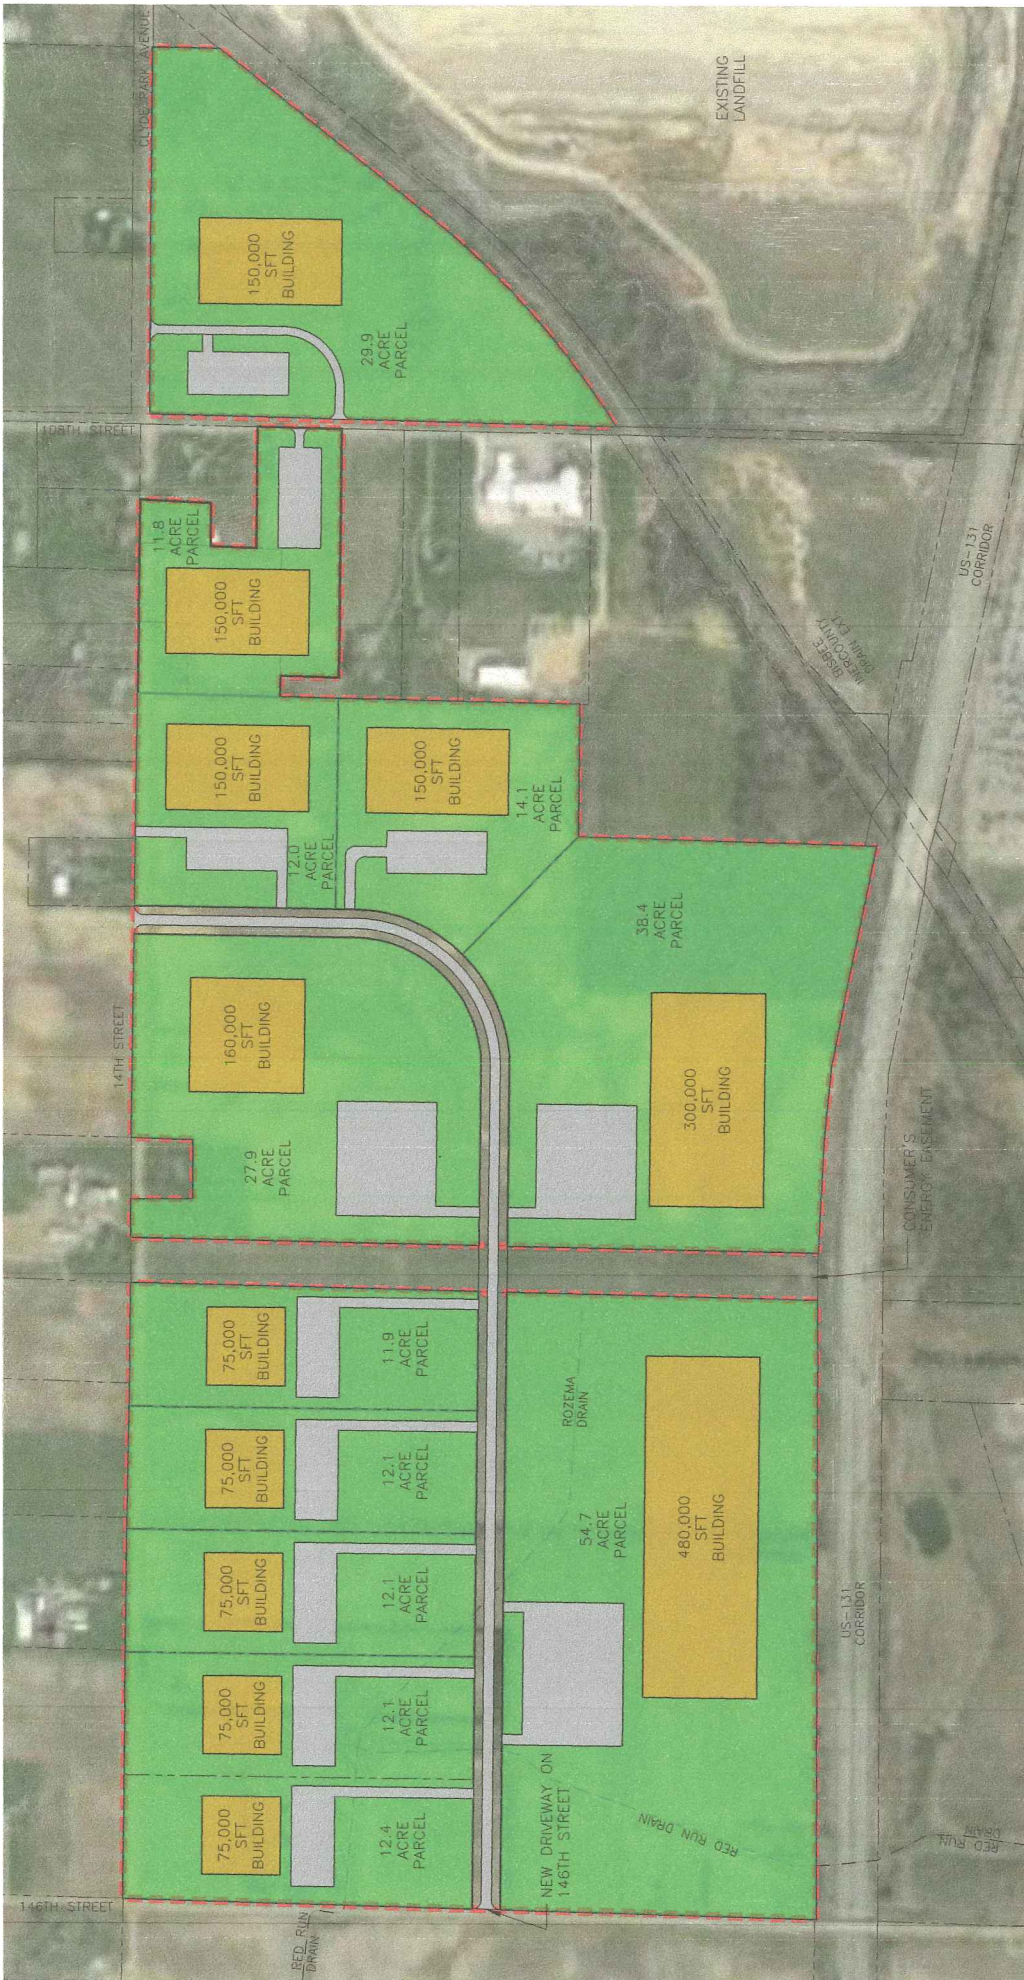 CLYDE PARK AVENUE
EXISTING
LANDFILL
150,000
SFT
BUILDING
29.9
ACRE
PARCEL
108TH STREET
11.8
ACRE
PARCEL
150,000
SFT
BUILDING
US-131
CORRIDOR
BISBEE
INERCOUNTY
DRAIN EXT
150,000
SFT
BUILDING
150,000
SFT
BUILDING
14.1
ACRE
PARCEL
12.0
ACRE
PARCEL
38.4
ACRE
PARCEL
14TH STREET
160,000
SFT
BUILDING
300,000
SFT
BUILDING
27.9
ACRE
PARCEL
CONSUMER'S
ENERGY EASEMENT
75,000
SFT
BUILDING
11.9
ACRE
PARCEL
ROZEMA
DRAIN
75,000
SFT
BUILDING
12.1
ACRE
PARCEL
54.7
ACRE
PARCEL
480,000
SFT
BUILDING
75,000
SFT
BUILDING
12.1
ACRE
PARCEL
US-131
CORRIDOR
75,000
SFT
BUILDING
12.1
ACRE
PARCEL
75,000
SFT
BUILDING
12.4
ACRE
PARCEL
NEW DRIVEWAY ON
146TH STREET
RED RUN DRAIN
RED RUN
DRAIN
146TH STREET
RED RUN
DRAIN